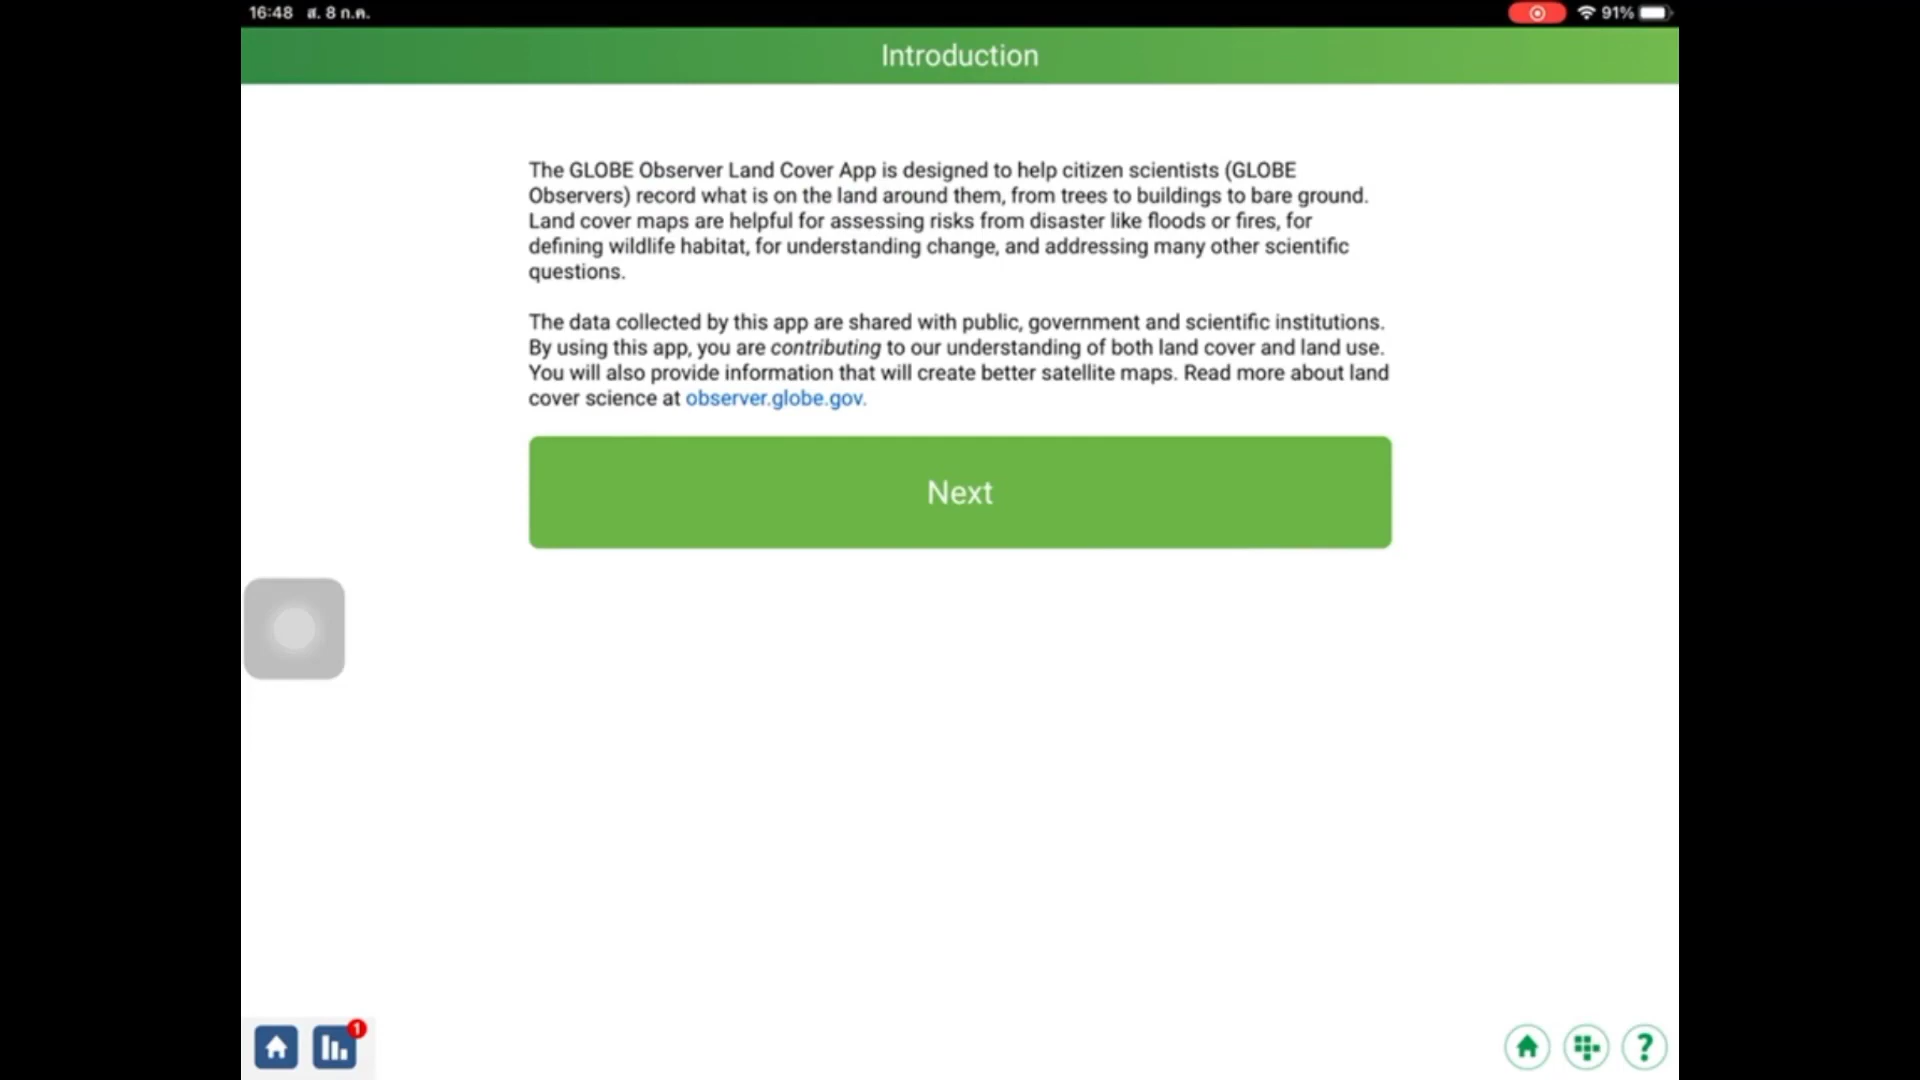 16:48 ส. 8 ก.ค. 91%
Introduction
The GLOBE Observer Land Cover App is designed to help citizen scientists (GLOBE
Observers) record what is on the land around them, from trees to buildings to bare ground.
Land cover maps are helpful for assessing risks from disaster like floods or fires, for
defining wildlife habitat, for understanding change, and addressing many other scientific
questions.
The data collected by this app are shared with public, government and scientific institutions.
By using this app, you are contributing to our understanding of both land cover and land use.
You will also provide information that will create better satellite maps. Read more about land
cover science at observer.globe.gov.
Next
1
?